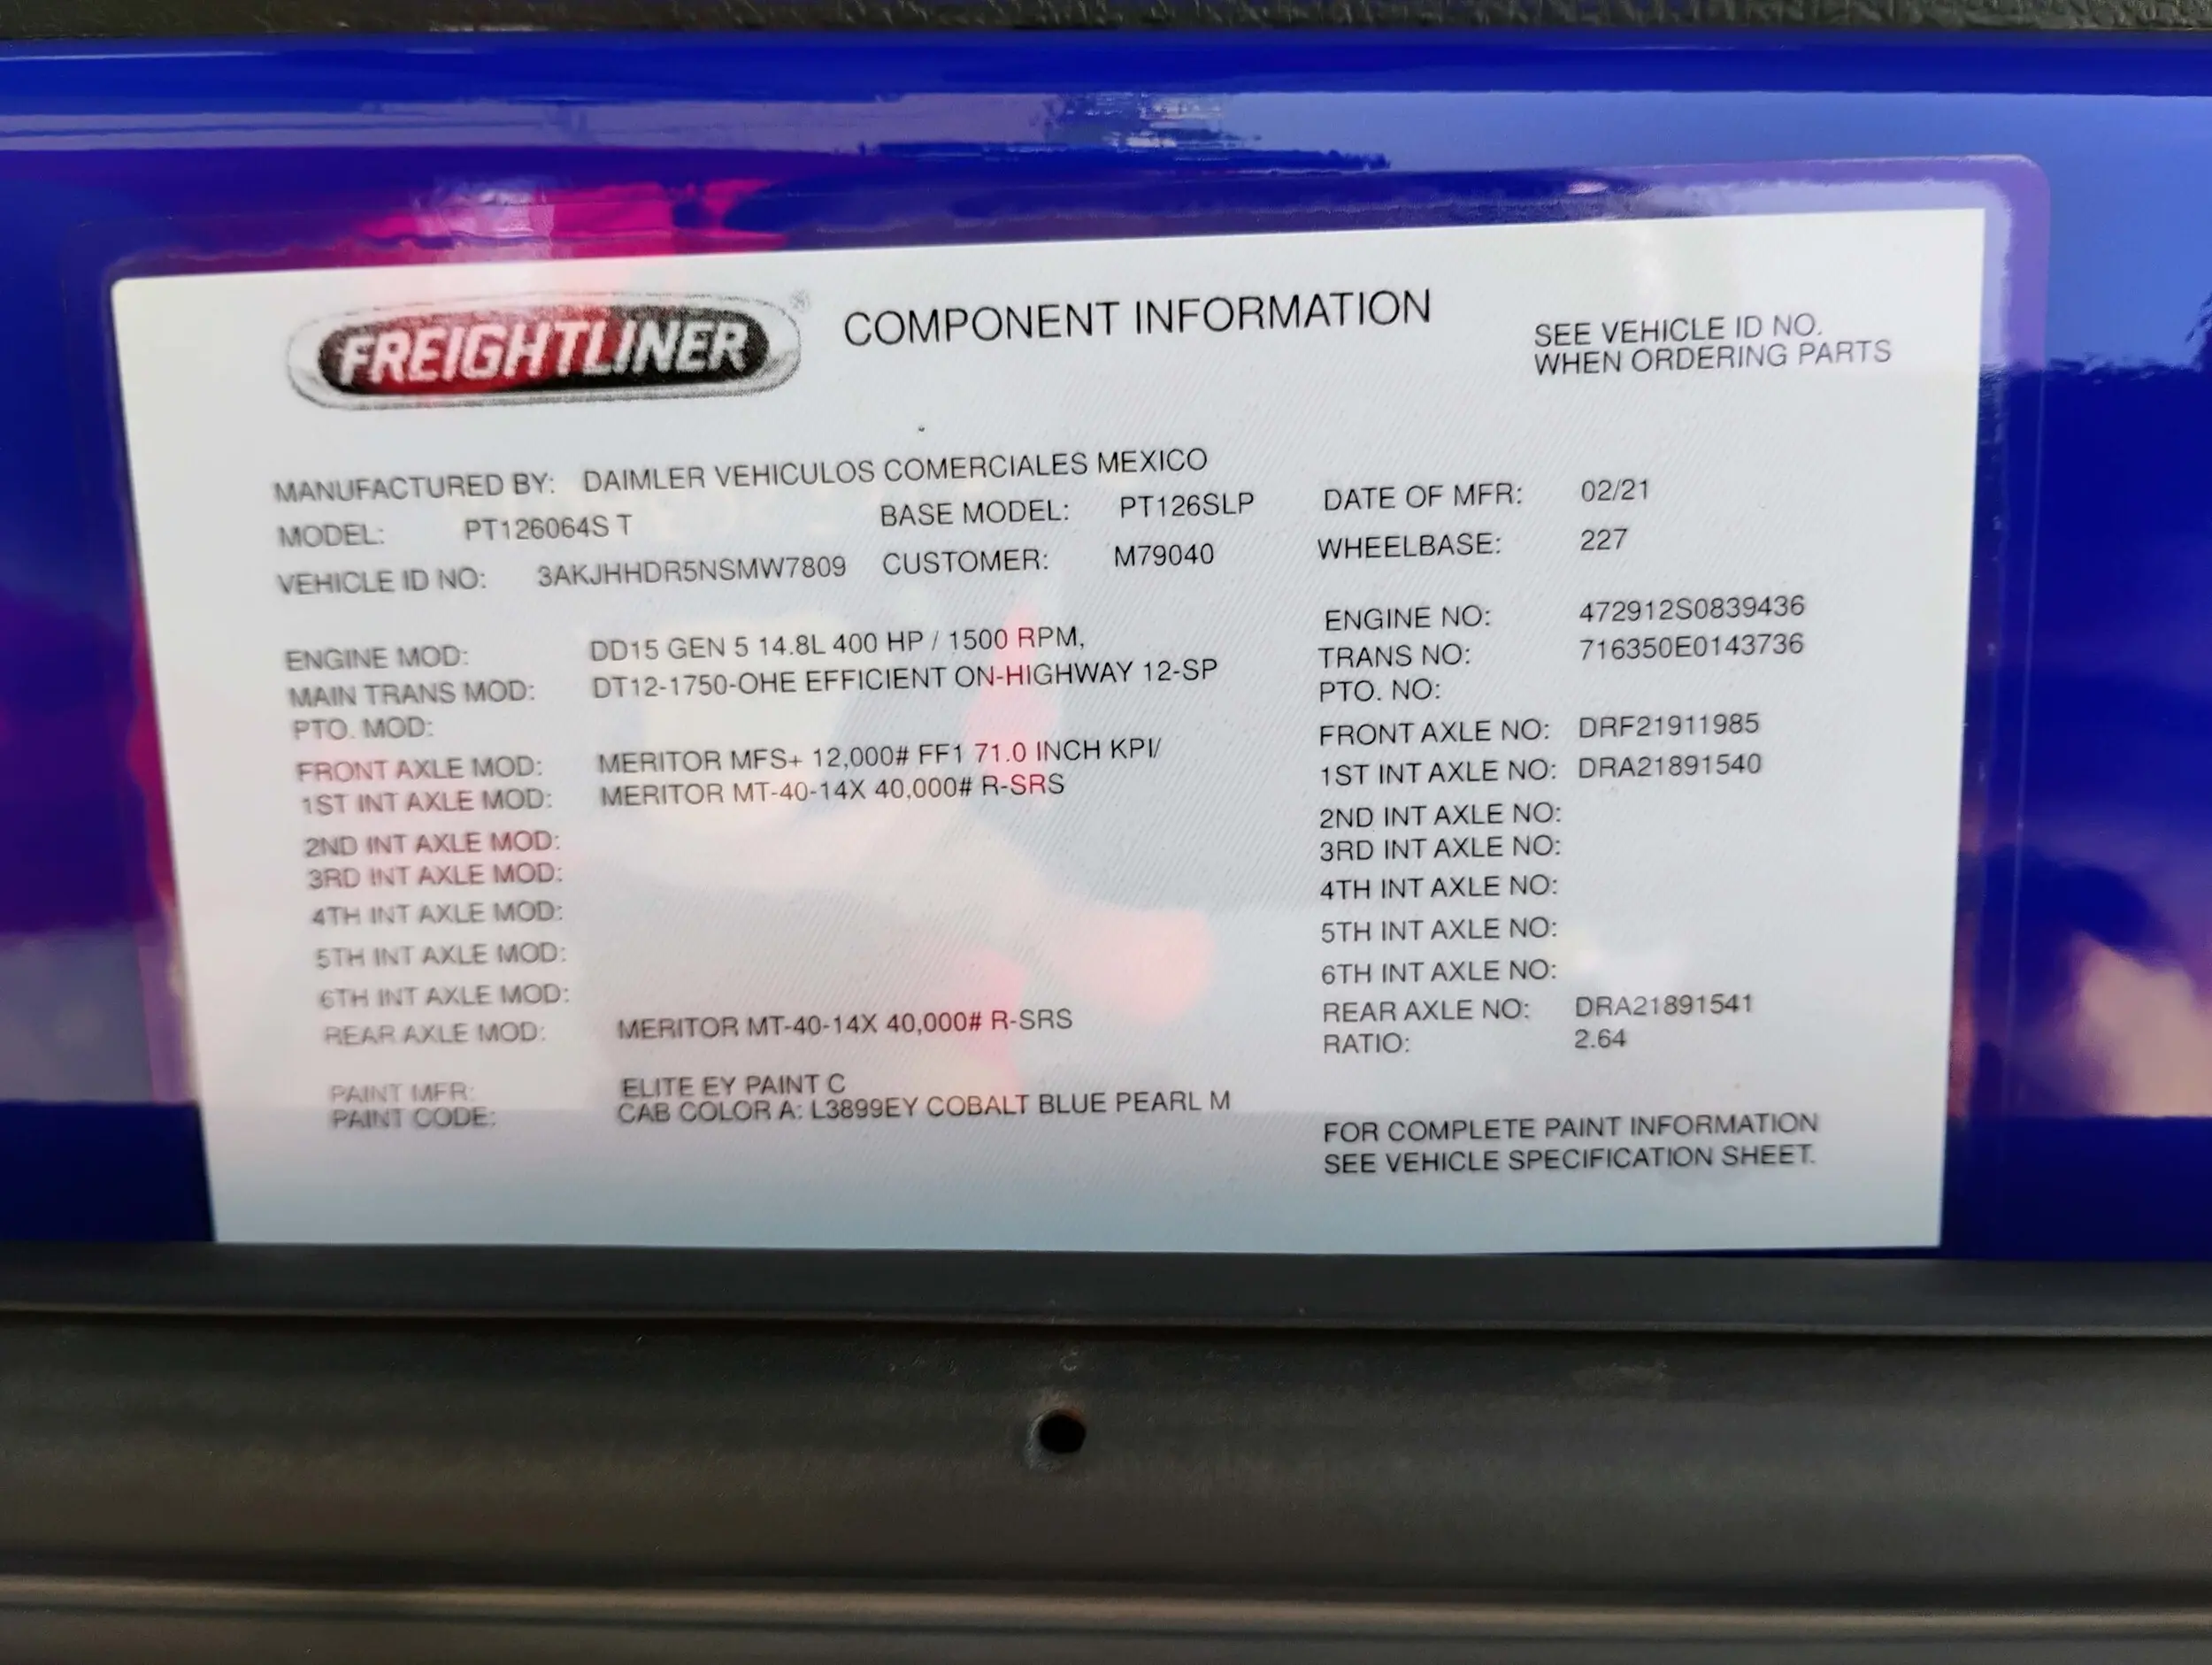 FREIGHTLINER ®
COMPONENT INFORMATION
SEE VEHICLE ID NO.
WHEN ORDERING PARTS
MANUFACTURED BY: DAIMLER VEHICULOS COMERCIALES MEXICO
MODEL: PT126064S T BASE MODEL: PT126SLP DATE OF MFR: 02/21
VEHICLE ID NO: 3AKJHHDR5NSMW7809 CUSTOMER: M79040 WHEELBASE: 227
ENGINE MOD: DD15 GEN 5 14.8L 400 HP / 1500 RPM, ENGINE NO: 472912S0839436
MAIN TRANS MOD: DT12-1750-OHE EFFICIENT ON-HIGHWAY 12-SP TRANS NO: 716350E0143736
PTO. MOD: PTO. NO:
FRONT AXLE MOD: MERITOR MFS+ 12,000# FF1 71.0 INCH KPI/ FRONT AXLE NO: DRF21911985
1ST INT AXLE MOD: MERITOR MT-40-14X 40,000# R-SRS 1ST INT AXLE NO: DRA21891540
2ND INT AXLE MOD: 2ND INT AXLE NO:
3RD INT AXLE MOD: 3RD INT AXLE NO:
4TH INT AXLE MOD: 4TH INT AXLE NO:
5TH INT AXLE MOD: 5TH INT AXLE NO:
6TH INT AXLE MOD: 6TH INT AXLE NO:
REAR AXLE MOD: MERITOR MT-40-14X 40,000# R-SRS REAR AXLE NO: DRA21891541
RATIO: 2.64
PAINT MFR: ELITE EY PAINT C
PAINT CODE: CAB COLOR A: L3899EY COBALT BLUE PEARL M
FOR COMPLETE PAINT INFORMATION
SEE VEHICLE SPECIFICATION SHEET.